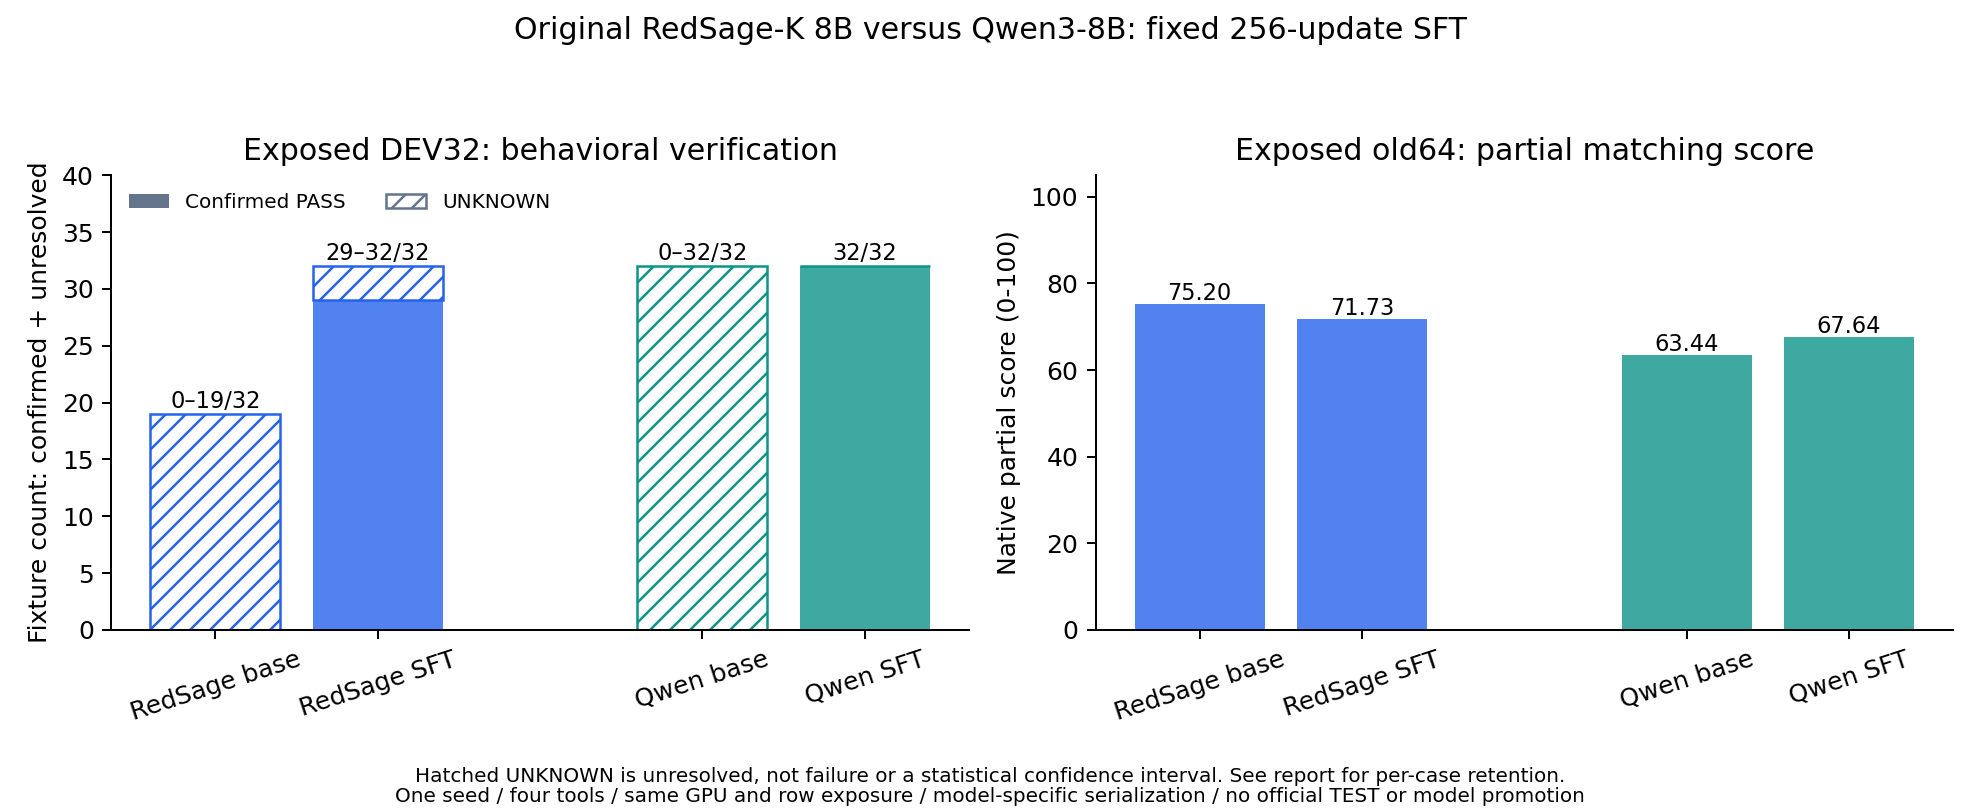 Original RedSage-K 8B versus Qwen3-8B: fixed 256-update SFT
Exposed DEV32: behavioral verification
Fixture count: confirmed + unresolved
40
35
30
25
20
15
10
5
0
Confirmed PASS
UNKNOWN
0–19/32
29–32/32
0–32/32
32/32
RedSage base
RedSage SFT
Qwen base
Qwen SFT
Exposed old64: partial matching score
Native partial score (0-100)
100
80
60
40
20
0
75.20
71.73
63.44
67.64
RedSage base
RedSage SFT
Qwen base
Qwen SFT
Hatched UNKNOWN is unresolved, not failure or a statistical confidence interval. See report for per-case retention.
One seed / four tools / same GPU and row exposure / model-specific serialization / no official TEST or model promotion